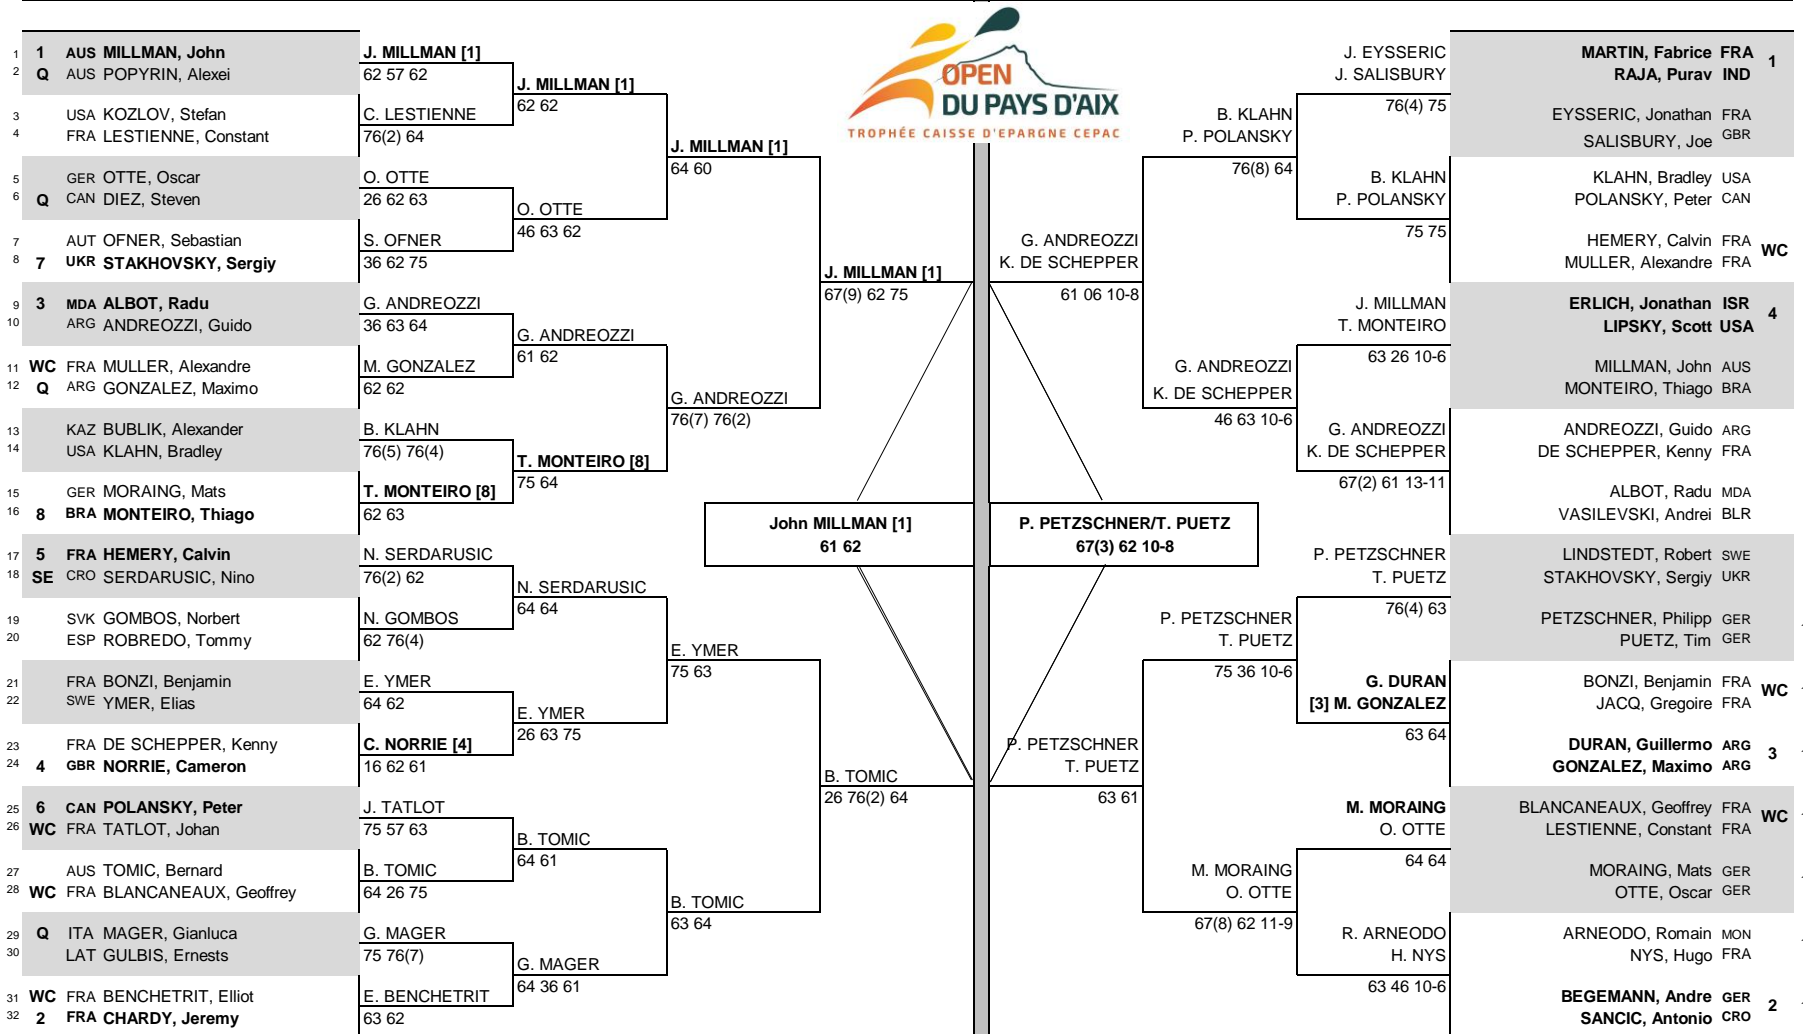 OPEN
DU PAYS D'AIX
TROPHÉE CAISSE D'EPARGNE CEPAC
1 1 AUS MILLMAN, John
2 Q AUS POPYRIN, Alexei
3 USA KOZLOV, Stefan
4 FRA LESTIENNE, Constant
5 GER OTTE, Oscar
6 Q CAN DIEZ, Steven
7 AUT OFNER, Sebastian
8 7 UKR STAKHOVSKY, Sergiy
9 3 MDA ALBOT, Radu
10 ARG ANDREOZZI, Guido
11 WC FRA MULLER, Alexandre
12 Q ARG GONZALEZ, Maximo
13 KAZ BUBLIK, Alexander
14 USA KLAHN, Bradley
15 GER MORAING, Mats
16 8 BRA MONTEIRO, Thiago
17 5 FRA HEMERY, Calvin
18 SE CRO SERDARUSIC, Nino
19 SVK GOMBOS, Norbert
20 ESP ROBREDO, Tommy
21 FRA BONZI, Benjamin
22 SWE YMER, Elias
23 FRA DE SCHEPPER, Kenny
24 4 GBR NORRIE, Cameron
25 6 CAN POLANSKY, Peter
26 WC FRA TATLOT, Johan
27 AUS TOMIC, Bernard
28 WC FRA BLANCANEAUX, Geoffrey
29 Q ITA MAGER, Gianluca
30 LAT GULBIS, Ernests
31 WC FRA BENCHETRIT, Elliot
32 2 FRA CHARDY, Jeremy
J. MILLMAN [1]
62 57 62
C. LESTIENNE
76(2) 64
O. OTTE
26 62 63
S. OFNER
36 62 75
G. ANDREOZZI
36 63 64
M. GONZALEZ
62 62
B. KLAHN
76(5) 76(4)
T. MONTEIRO [8]
62 63
N. SERDARUSIC
76(2) 62
N. GOMBOS
62 76(4)
E. YMER
64 62
C. NORRIE [4]
16 62 61
J. TATLOT
75 57 63
B. TOMIC
64 26 75
G. MAGER
75 76(7)
E. BENCHETRIT
63 62
J. MILLMAN [1]
62 62
O. OTTE
46 63 62
G. ANDREOZZI
61 62
T. MONTEIRO [8]
75 64
N. SERDARUSIC
64 64
E. YMER
26 63 75
B. TOMIC
64 61
G. MAGER
64 36 61
J. MILLMAN [1]
64 60
G. ANDREOZZI
76(7) 76(2)
E. YMER
75 63
B. TOMIC
63 64
J. MILLMAN [1]
67(9) 62 75
B. TOMIC
26 76(2) 64
John MILLMAN [1]
61 62
P. PETZSCHNER/T. PUETZ
67(3) 62 10-8
G. ANDREOZZI
K. DE SCHEPPER
61 06 10-8
P. PETZSCHNER
T. PUETZ
63 61
B. KLAHN
P. POLANSKY
76(8) 64
G. ANDREOZZI
K. DE SCHEPPER
46 63 10-6
P. PETZSCHNER
T. PUETZ
75 36 10-6
M. MORAING
O. OTTE
67(8) 62 11-9
J. EYSSERIC
J. SALISBURY
76(4) 75
B. KLAHN
P. POLANSKY
75 75
J. MILLMAN
T. MONTEIRO
63 26 10-6
G. ANDREOZZI
K. DE SCHEPPER
67(2) 61 13-11
P. PETZSCHNER
T. PUETZ
76(4) 63
G. DURAN
[3] M. GONZALEZ
63 64
M. MORAING
O. OTTE
64 64
R. ARNEODO
H. NYS
63 46 10-6
MARTIN, Fabrice FRA 1
RAJA, Purav IND
EYSSERIC, Jonathan FRA
SALISBURY, Joe GBR
KLAHN, Bradley USA
POLANSKY, Peter CAN
HEMERY, Calvin FRA WC
MULLER, Alexandre FRA
ERLICH, Jonathan ISR 4
LIPSKY, Scott USA
MILLMAN, John AUS
MONTEIRO, Thiago BRA
ANDREOZZI, Guido ARG
DE SCHEPPER, Kenny FRA
ALBOT, Radu MDA
VASILEVSKI, Andrei BLR
LINDSTEDT, Robert SWE
STAKHOVSKY, Sergiy UKR
PETZSCHNER, Philipp GER
PUETZ, Tim GER
BONZI, Benjamin FRA WC
JACQ, Gregoire FRA
DURAN, Guillermo ARG 3
GONZALEZ, Maximo ARG
BLANCANEAUX, Geoffrey FRA WC
LESTIENNE, Constant FRA
MORAING, Mats GER
OTTE, Oscar GER
ARNEODO, Romain MON
NYS, Hugo FRA
BEGEMANN, Andre GER 2
SANCIC, Antonio CRO